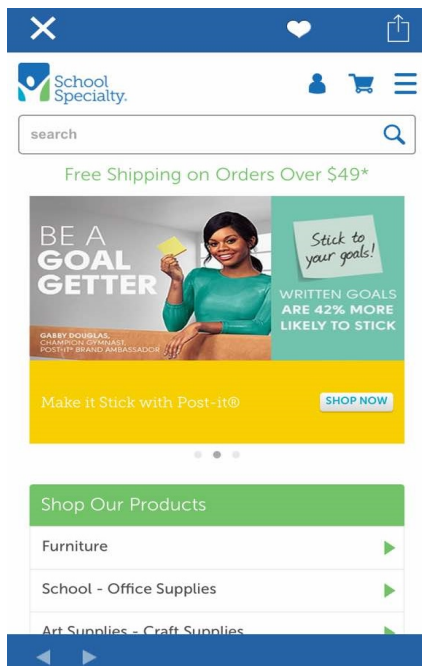 School
Specialty.
search
Free Shipping on Orders Over $49*
BE A
GOAL
GETTER
GABBY DOUGLAS,
CHAMPION GYMNAST,
POST-IT® BRAND AMBASSADOR
Stick to
your goals!
WRITTEN GOALS
ARE 42% MORE
LIKELY TO STICK
Make it Stick with Post-it®
SHOP NOW
Shop Our Products
Furniture
School - Office Supplies
Art Supplies - Craft Supplies